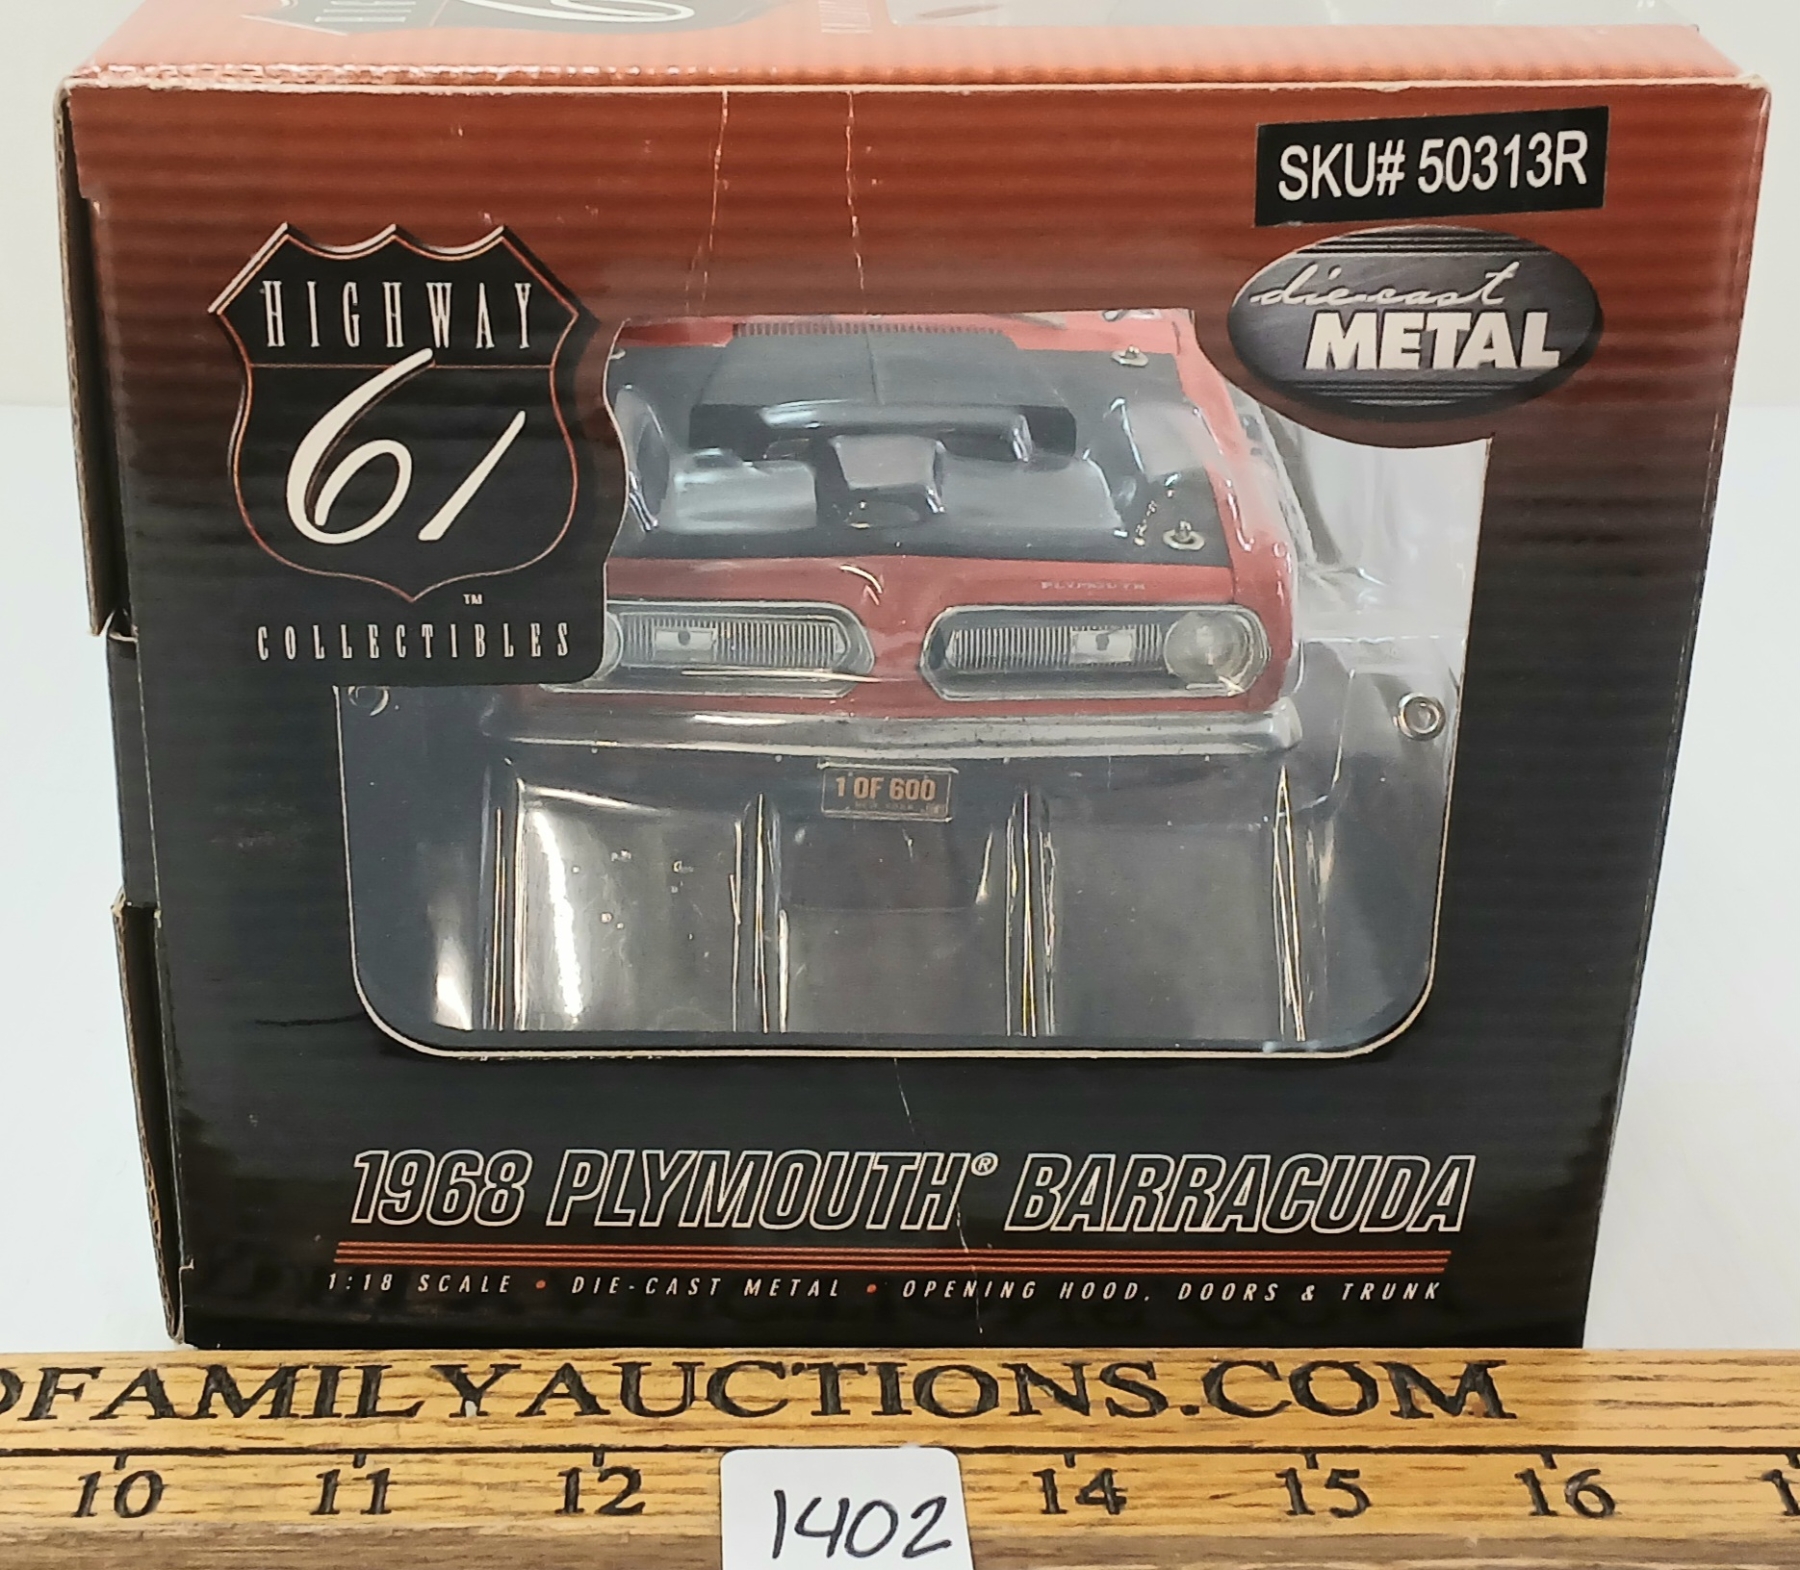 SKU# 50313R
HIGHWAY
61
TM
COLLECTIBLES
die-cast
METAL
PLYMOUTH
1 OF 600
1968 PLYMOUTH® BARRACUDA
1:18 SCALE • DIE-CAST METAL • OPENING HOOD, DOORS & TRUNK
FAMILYAUCTIONS.COM
10 11 12 14 15 16
1402